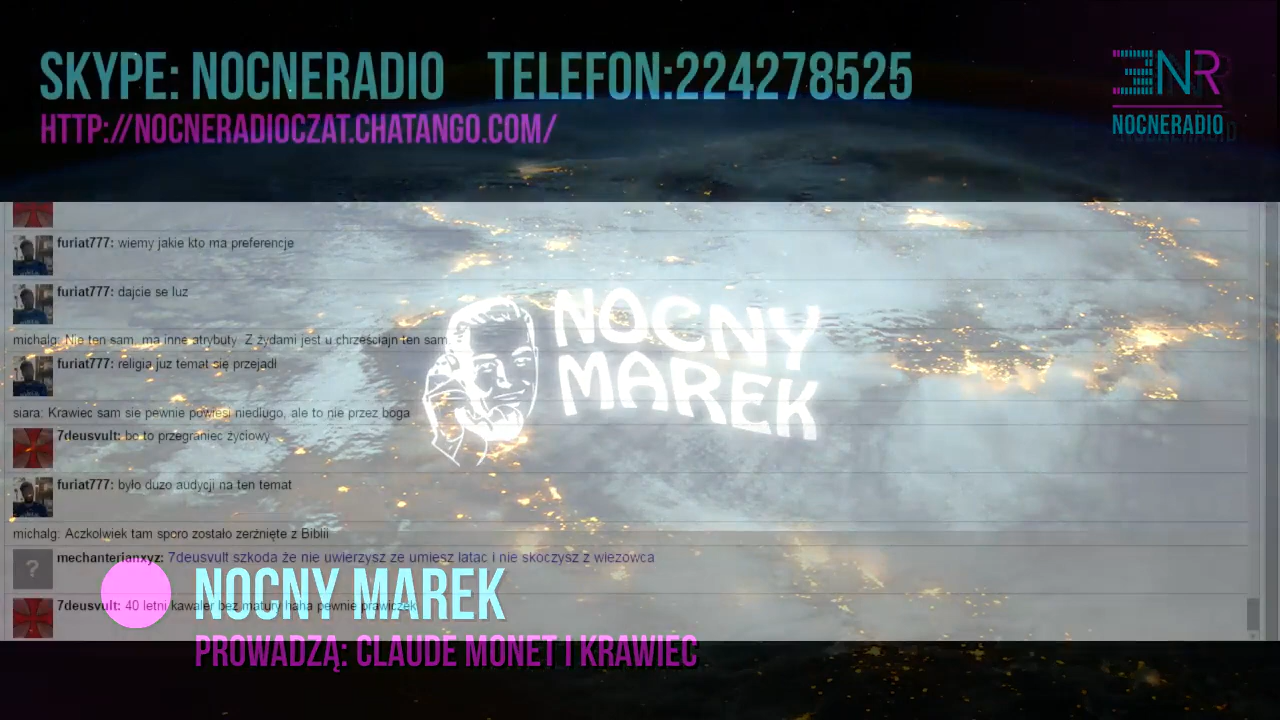 SKYPE: NOCNERADIO TELEFON:224278525
HTTP://NOCNERADIOCZAT.CHATANGO.COM/
NR
NOCNERADIO
furiat777: wiemy jakie kto ma preferencje
furiat777: dajcie se luz
michalg: Nie ten sam, ma inne atrybuty. Z żydami jest u chrześciajn ten sam.
furiat777: religia juz temat się przejadł
siara: Krawiec sam sie pewnie powiesi niedlugo, ale to nie przez boga
7deusvult: bo to przegraniec życiowy
furiat777: było duzo audycji na ten temat
michalg: Aczkolwiek tam sporo zostało zerżnięte z Biblii
mechanterianxyz: 7deusvult szkoda że nie uwierzysz ze umiesz latac i nie skoczysz z wiezowca
7deusvult: 40 letni kawaler bez matury haha pewnie prawiczek
NOCNY
MAREK
NOCNY MAREK
PROWADZĄ: CLAUDE MONET I KRAWIEC